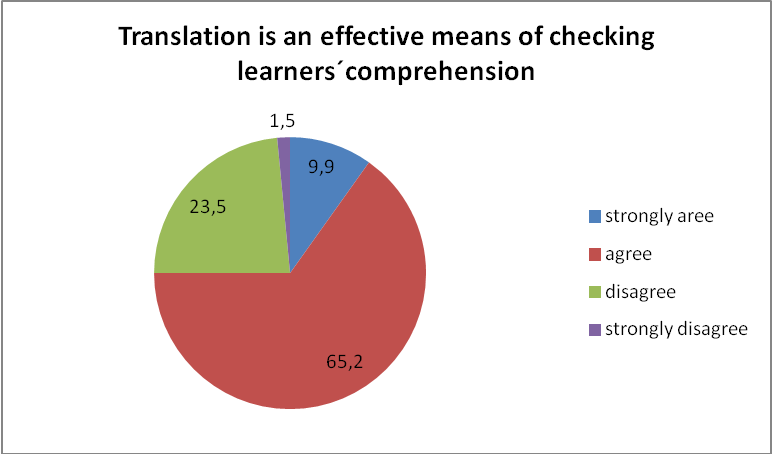 Translation is an effective means of checking
learners´comprehension
1,5
9,9
23,5
65,2
strongly aree
agree
disagree
strongly disagree